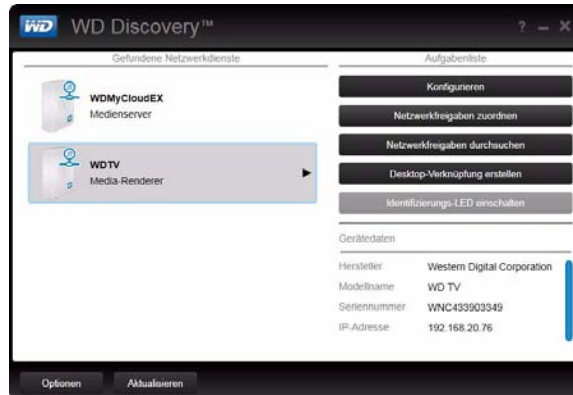 WD WD Discovery™ ? – ×
Gefundene Netzwerkdienste
WDMyCloudEX
Medienserver
WDTV
Media-Renderer
Aufgabenliste
Konfigurieren
Netzwerkfreigaben zuordnen
Netzwerkfreigaben durchsuchen
Desktop-Verknüpfung erstellen
Identifizierungs-LED einschalten
Gerätedaten
Hersteller Western Digital Corporation
Modellname WD TV
Seriennummer WNC433903349
IP-Adresse 192.168.20.76
Optionen Aktualisieren